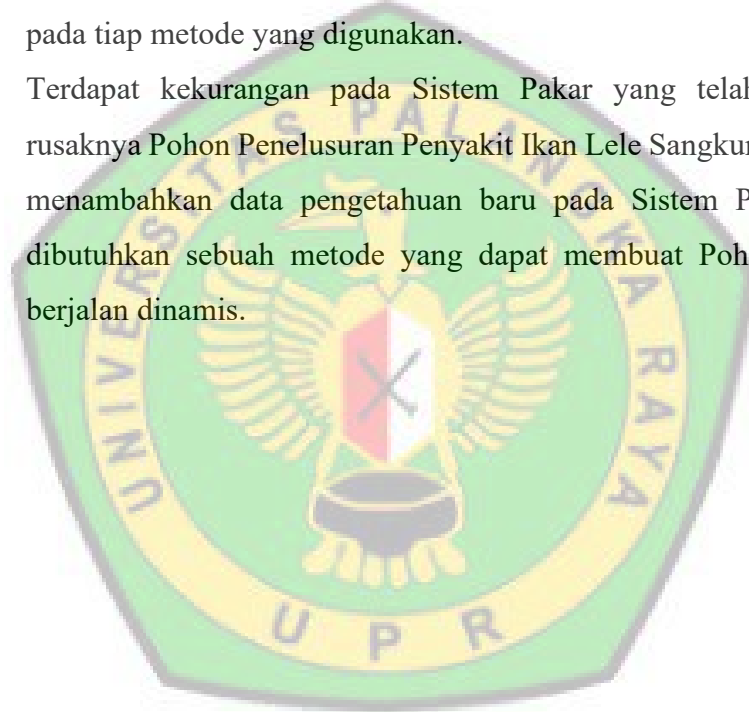 pada tiap metode yang digunakan.
Terdapat kekurangan pada Sistem Pakar yang telah
rusaknya Pohon Penelusuran Penyakit Ikan Lele Sangku
menambahkan data pengetahuan baru pada Sistem P
dibutuhkan sebuah metode yang dapat membuat Poh
berjalan dinamis.
UNIVERSITAS PALANGKA RAYA
UPR